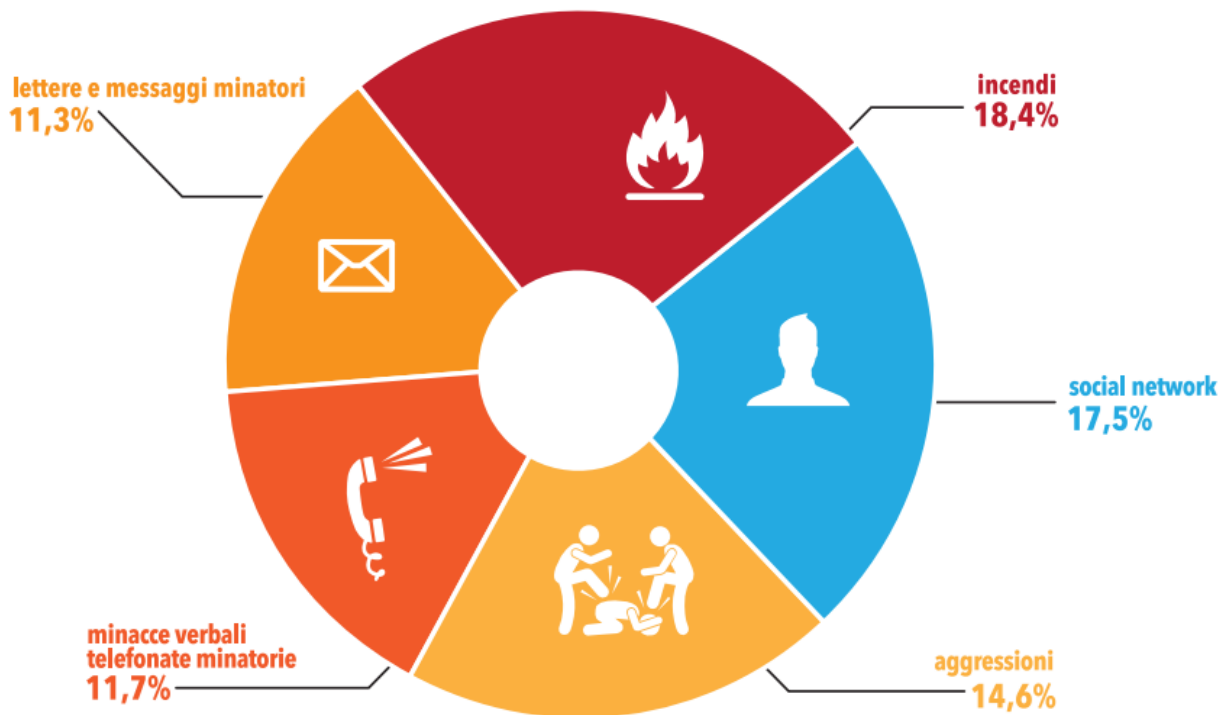 lettere e messaggi minatori
11,3%
incendi
18,4%
social network
17,5%
minacce verbali
telefonate minatorie
11,7%
aggressioni
14,6%